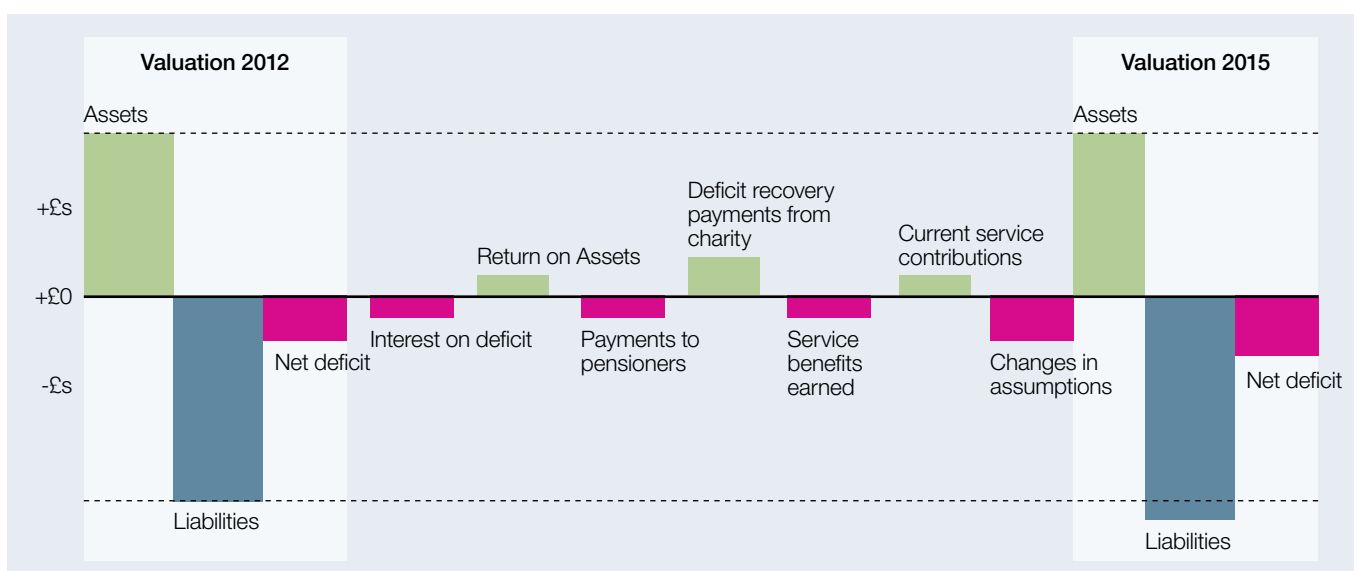 Valuation 2012
Valuation 2015
Assets
Assets
Deficit recovery
payments from
charity
+£s
Current service
contributions
Return on Assets
+£0
Interest on deficit
Payments to
pensioners
Service
benefits
earned
Net deficit
Changes in
assumptions
-£s
Net deficit
Liabilities
Liabilities